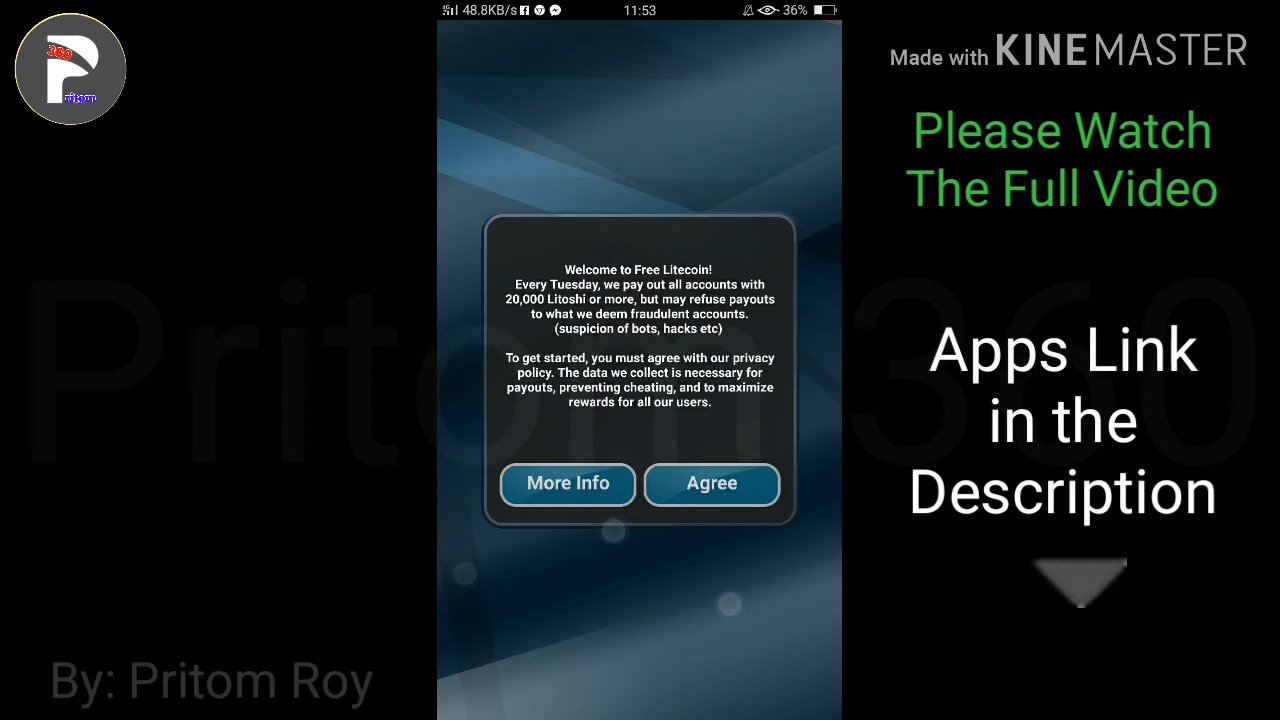 360
Pritom
48.8KB/s
11:53
36%
Made with KINEMASTER
Please Watch
The Full Video
Welcome to Free Litecoin!
Every Tuesday, we pay out all accounts with
20,000 Litoshi or more, but may refuse payouts
to what we deem fraudulent accounts.
(suspicion of bots, hacks etc)
To get started, you must agree with our privacy
policy. The data we collect is necessary for
payouts, preventing cheating, and to maximize
rewards for all our users.
More Info
Agree
Apps Link
in the
Description
Pritom 360
By: Pritom Roy